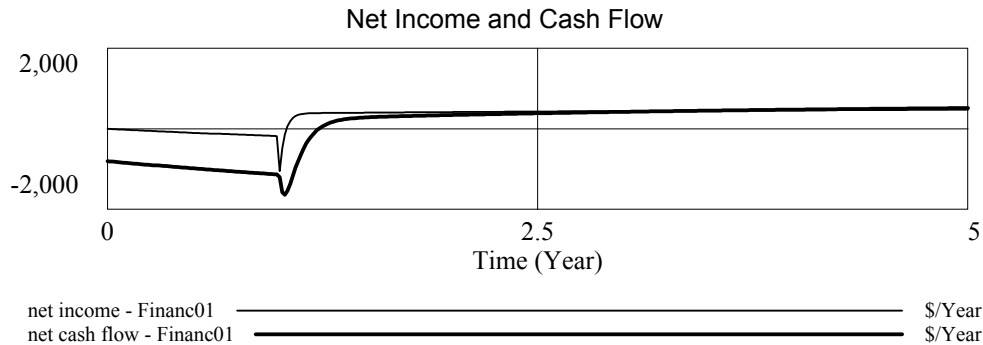 Net Income and Cash Flow
2,000
-2,000
0 2.5 5
Time (Year)
net income - Financ01 $/Year
net cash flow - Financ01 $/Year